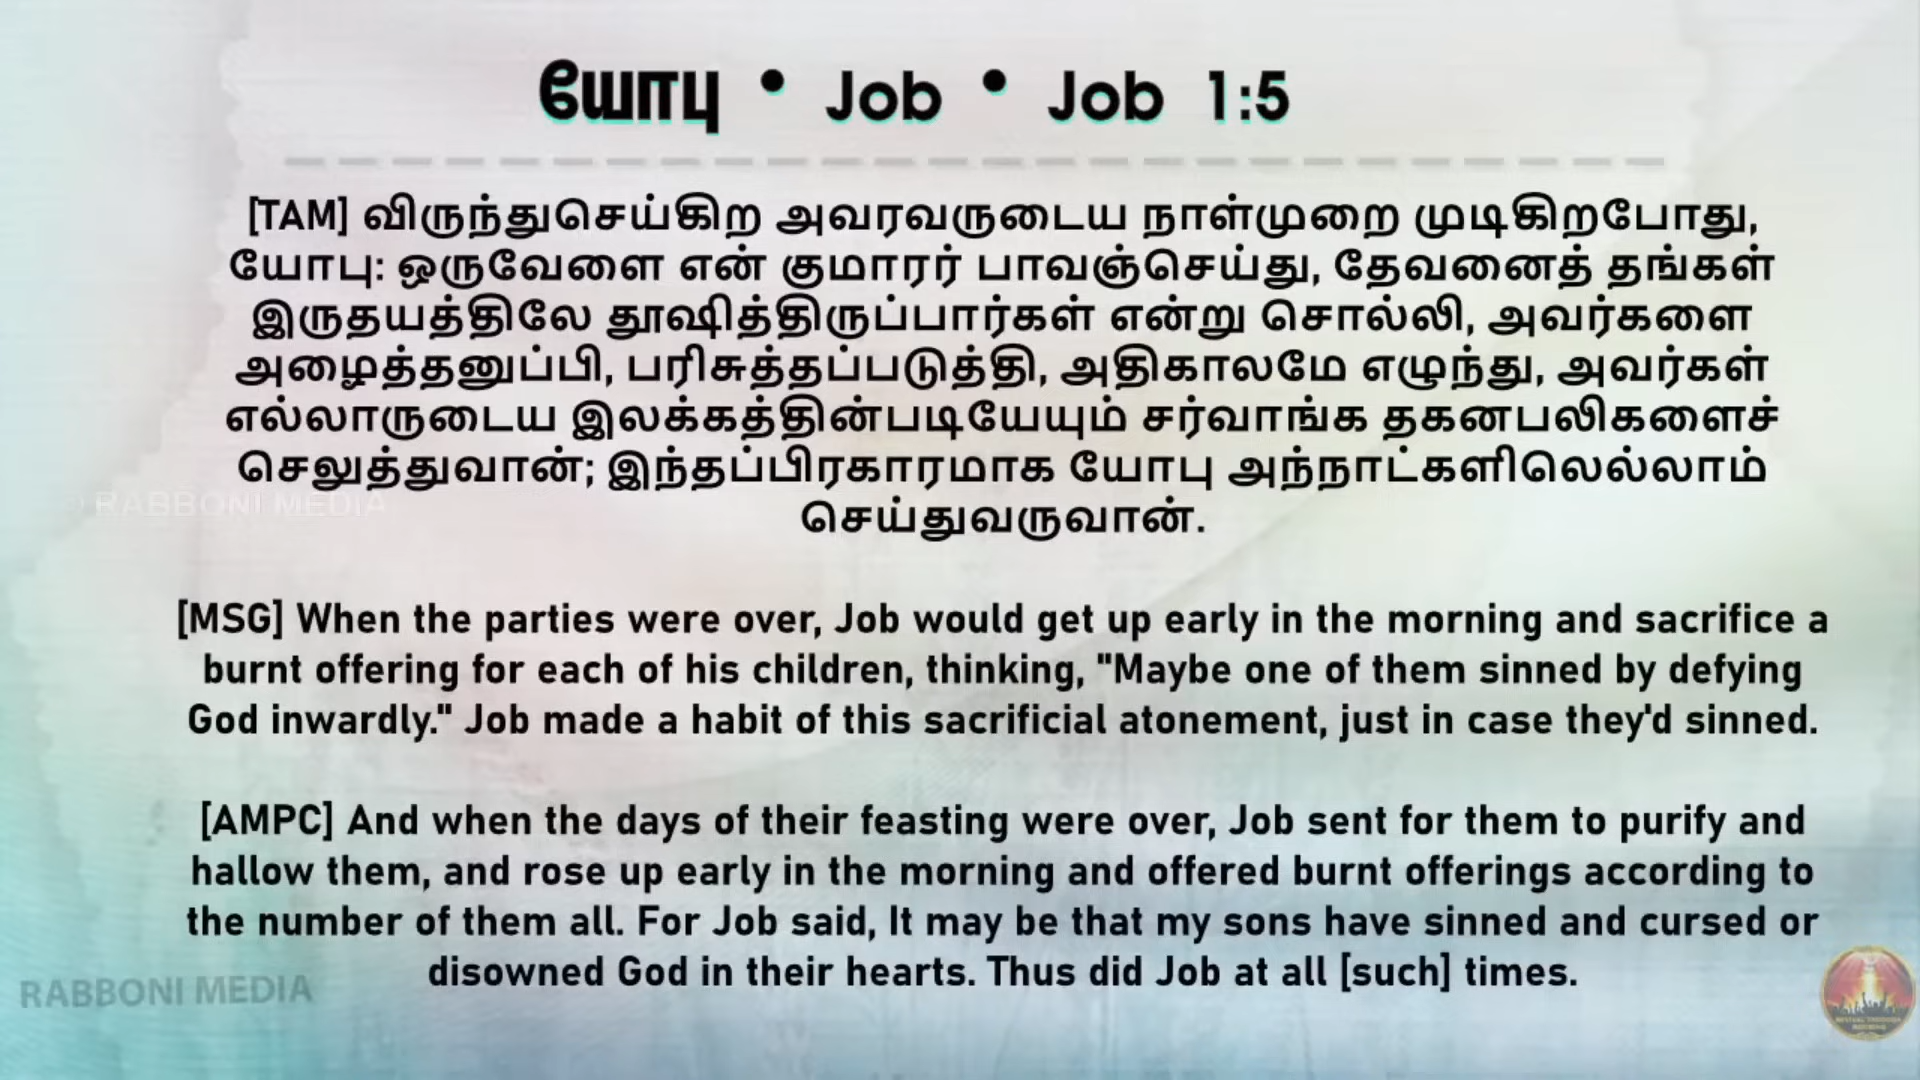 யோபு • Job • Job 1:5
[TAM] விருந்துசெய்கிற அவரவருடைய நாள்முறை முடிகிறபோது,
யோபு: ஒருவேளை என் குமாரர் பாவஞ்செய்து, தேவனைத் தங்கள்
இருதயத்திலே தூஷித்திருப்பார்கள் என்று சொல்லி, அவர்களை
அழைத்தனுப்பி, பரிசுத்தப்படுத்தி, அதிகாலமே எழுந்து, அவர்கள்
எல்லாருடைய இலக்கத்தின்படியேயும் சர்வாங்க தகனபலிகளைச்
செலுத்துவான்; இந்தப்பிரகாரமாக யோபு அந்நாட்களிலெல்லாம்
செய்துவருவான்.
© RABBONI MEDIA
[MSG] When the parties were over, Job would get up early in the morning and sacrifice a
burnt offering for each of his children, thinking, "Maybe one of them sinned by defying
God inwardly." Job made a habit of this sacrificial atonement, just in case they'd sinned.
[AMPC] And when the days of their feasting were over, Job sent for them to purify and
hallow them, and rose up early in the morning and offered burnt offerings according to
the number of them all. For Job said, It may be that my sons have sinned and cursed or
disowned God in their hearts. Thus did Job at all [such] times.
RABBONI MEDIA